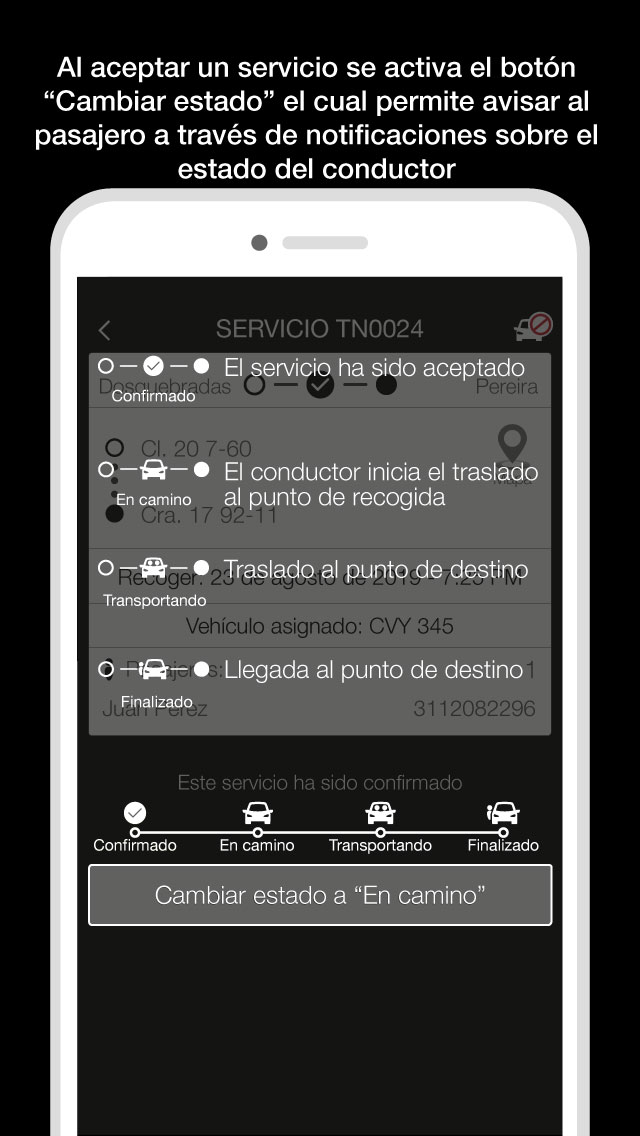 Al aceptar un servicio se activa el botón
“Cambiar estado” el cual permite avisar al
pasajero a través de notificaciones sobre el
estado del conductor
SERVICIO TN0024
El servicio ha sido aceptado
Dosquebradas
Pereira
Confirmado
Cl. 20 7-60
El conductor inicia el traslado
al punto de recogida
Mapa
En camino
Cra. 17 92-11
Traslado al punto de destino
Recoger: 23 de agosto de 2019 - 7:25 PM
Transportando
Vehículo asignado: CVY 345
Llegada al punto de destino
Pasajeros: 1
Finalizado
Juan Pérez 3112082296
Este servicio ha sido confirmado
Confirmado En camino Transportando Finalizado
Cambiar estado a “En camino”